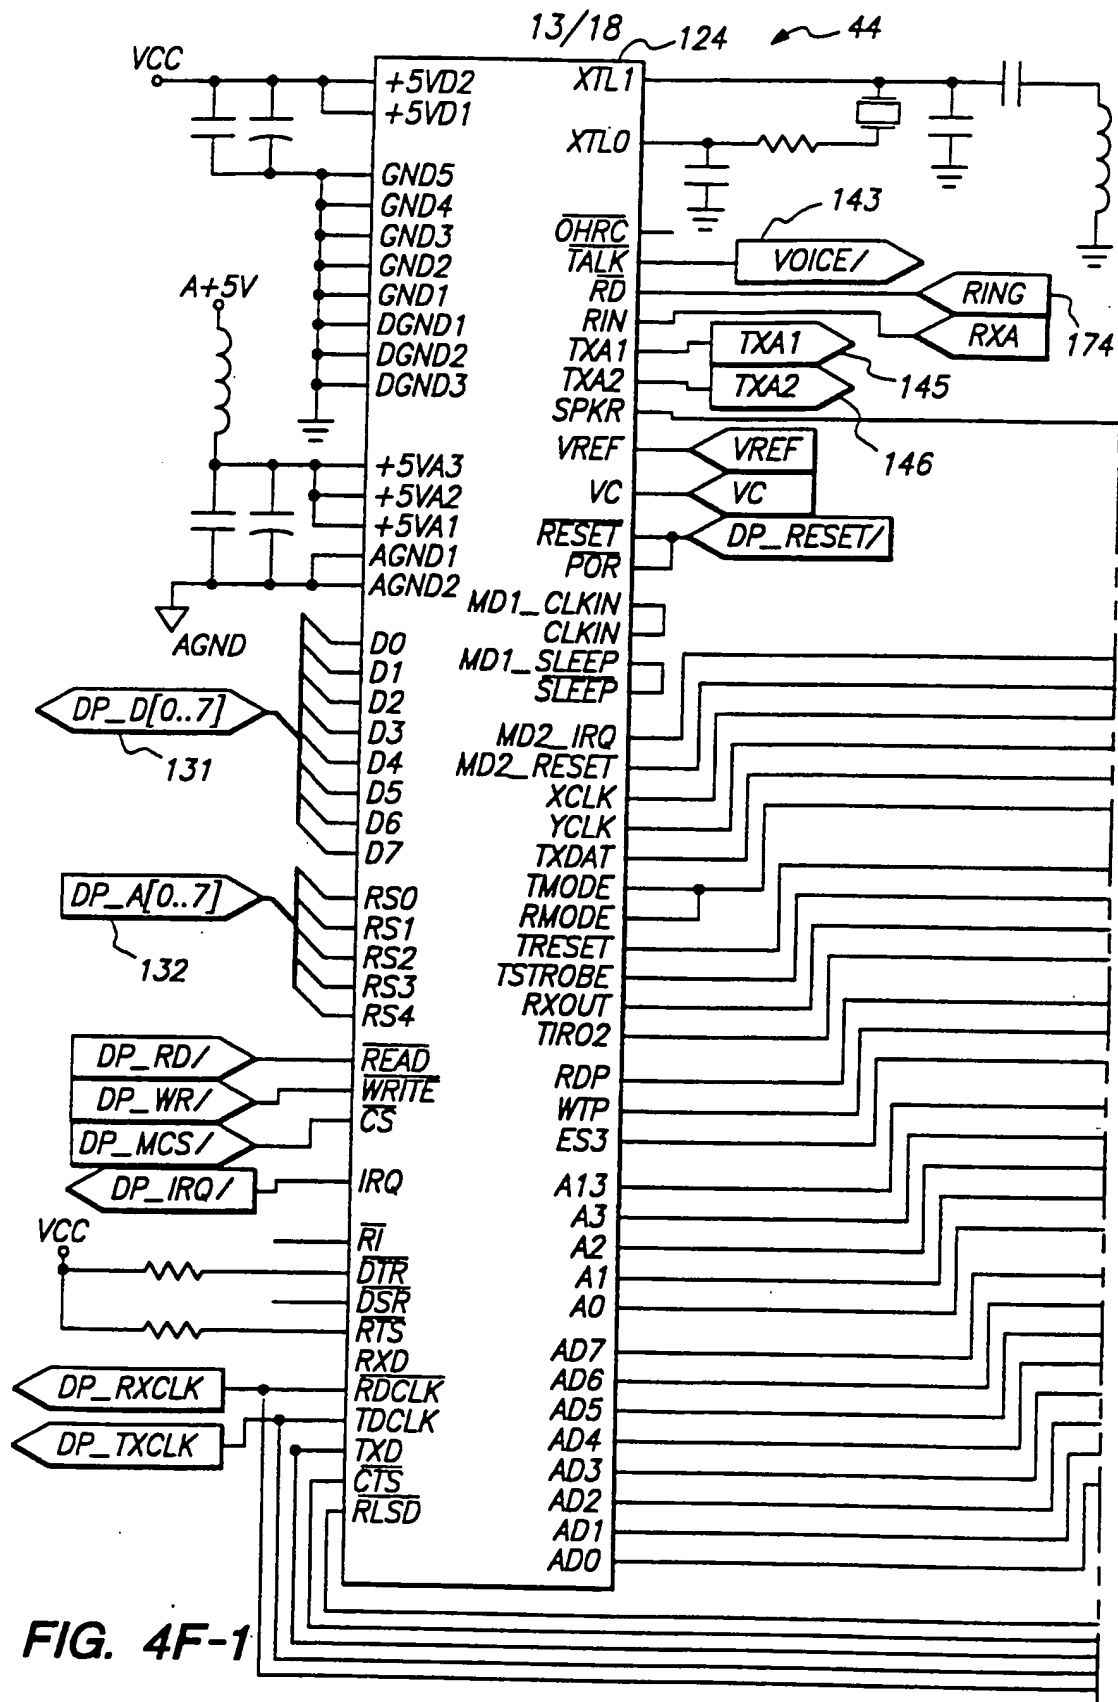 13/18
124
44
VCC
+5VD2
+5VD1
GND5
GND4
GND3
GND2
GND1
DGND1
DGND2
DGND3
A+5V
+5VA3
+5VA2
+5VA1
AGND1
AGND2
AGND
D0
D1
D2
D3
D4
D5
D6
D7
DP_D[0..7]
131
DP_A[0..7]
132
RS0
RS1
RS2
RS3
RS4
DP_RD/
READ
DP_WR/
WRITE
DP_MCS/
CS
DP_IRQ/
IRQ
VCC
RI
DTR
DSR
RTS
RXD
DP_RXCLK
RDCLK
DP_TXCLK
TDCLK
TXD
CTS
RLSD
XTL1
XTLO
OHRC
TALK
RD
RIN
TXA1
TXA2
SPKR
VREF
VC
RESET
POR
MD1_CLKIN
CLKIN
MD1_SLEEP
SLEEP
MD2_IRQ
MD2_RESET
XCLK
YCLK
TXDAT
TMODE
RMODE
TRESET
TSTROBE
RXOUT
TIRO2
RDP
WTP
ES3
A13
A3
A2
A1
A0
AD7
AD6
AD5
AD4
AD3
AD2
AD1
AD0
143
VOICE/
RING
RXA
174
TXA1
145
TXA2
146
VREF
VC
DP_RESET/
FIG. 4F-1